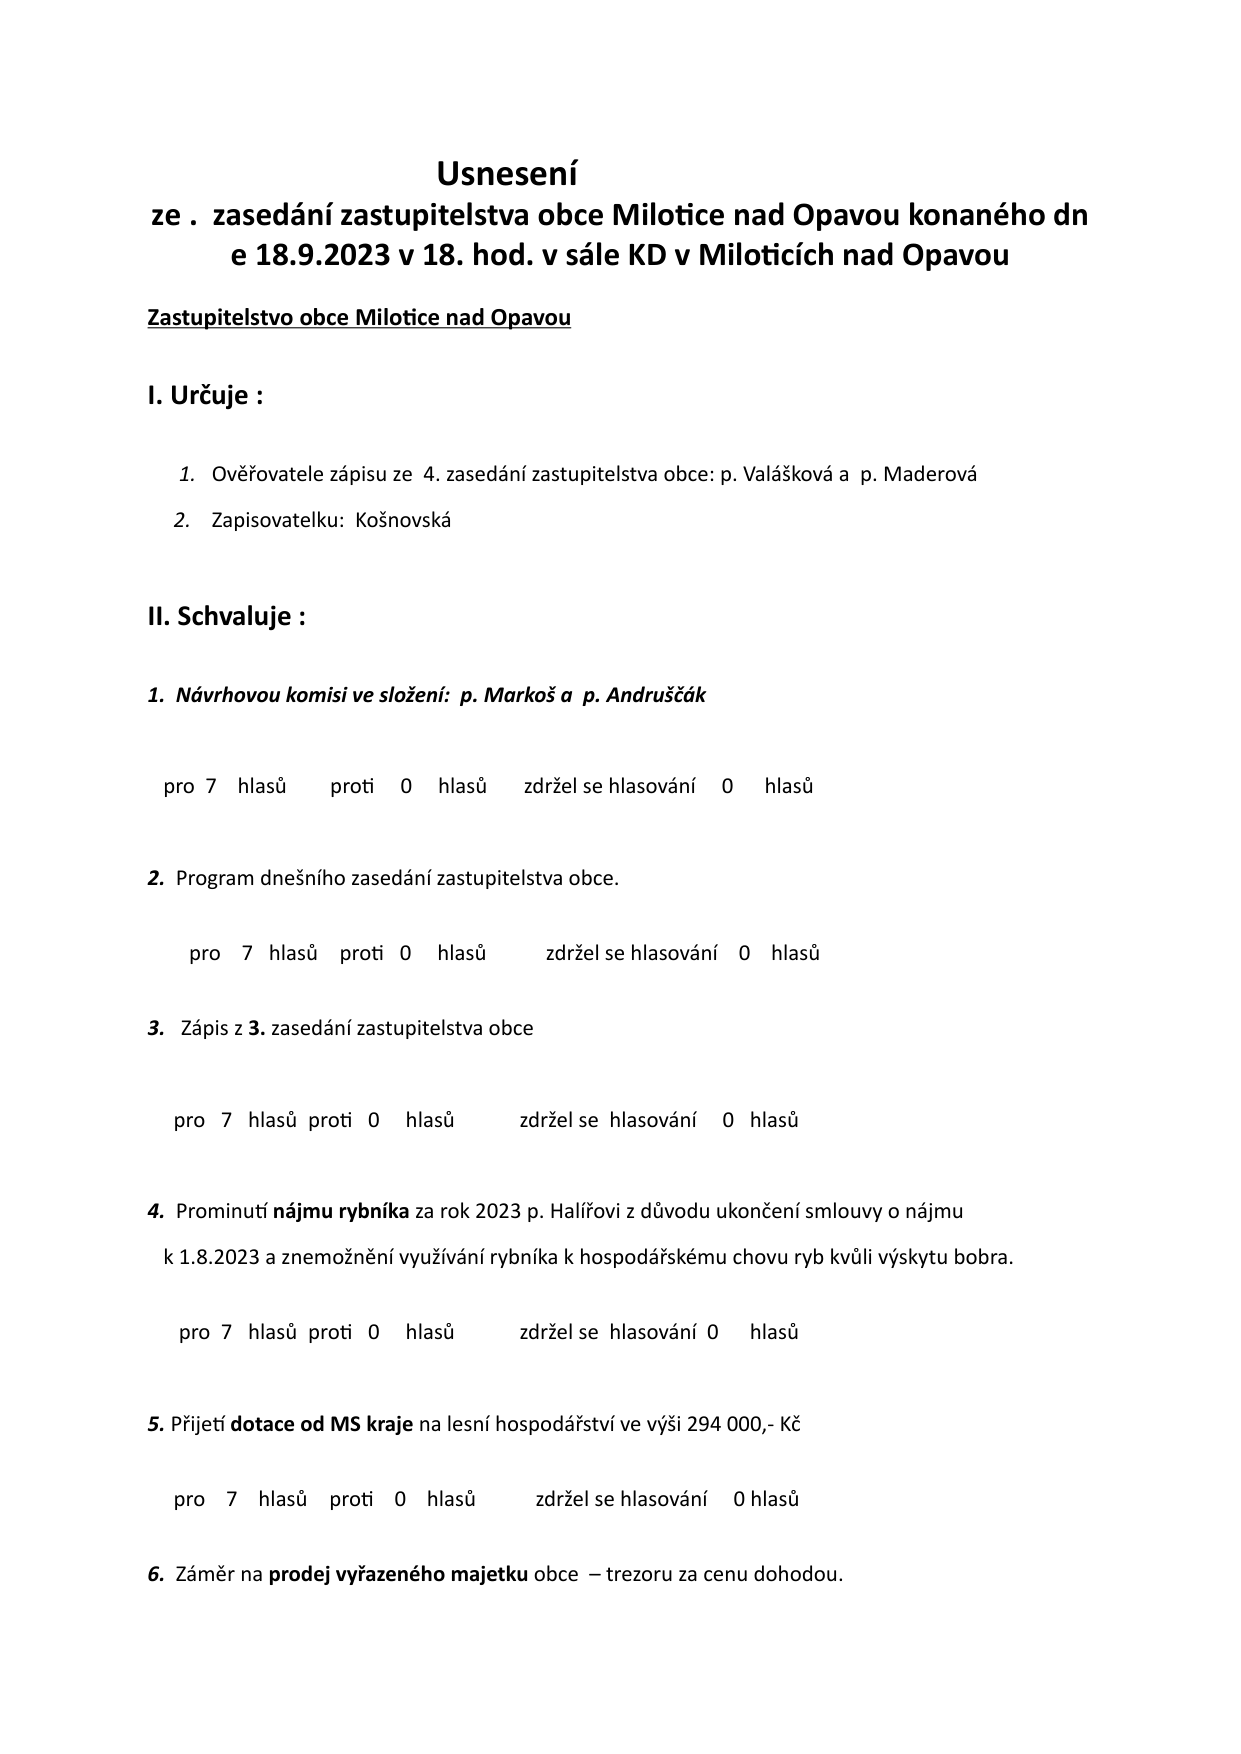 Usnesení
ze . zasedání zastupitelstva obce Milotice nad Opavou konaného dn
e 18.9.2023 v 18. hod. v sále KD v Miloticích nad Opavou
Zastupitelstvo obce Milotice nad Opavou
I. Určuje :
1. Ověřovatele zápisu ze 4. zasedání zastupitelstva obce: p. Valášková a p. Maderová
2. Zapisovatelku: Košnovská
II. Schvaluje :
1. Návrhovou komisi ve složení: p. Markoš a p. Andruščák
pro 7 hlasů proti 0 hlasů zdržel se hlasování 0 hlasů
2. Program dnešního zasedání zastupitelstva obce.
pro 7 hlasů proti 0 hlasů zdržel se hlasování 0 hlasů
3. Zápis z 3. zasedání zastupitelstva obce
pro 7 hlasů proti 0 hlasů zdržel se hlasování 0 hlasů
4. Prominutí nájmu rybníka za rok 2023 p. Halířovi z důvodu ukončení smlouvy o nájmu
k 1.8.2023 a znemožnění využívání rybníka k hospodářskému chovu ryb kvůli výskytu bobra.
pro 7 hlasů proti 0 hlasů zdržel se hlasování 0 hlasů
5. Přijetí dotace od MS kraje na lesní hospodářství ve výši 294 000,- Kč
pro 7 hlasů proti 0 hlasů zdržel se hlasování 0 hlasů
6. Záměr na prodej vyřazeného majetku obce – trezoru za cenu dohodou.